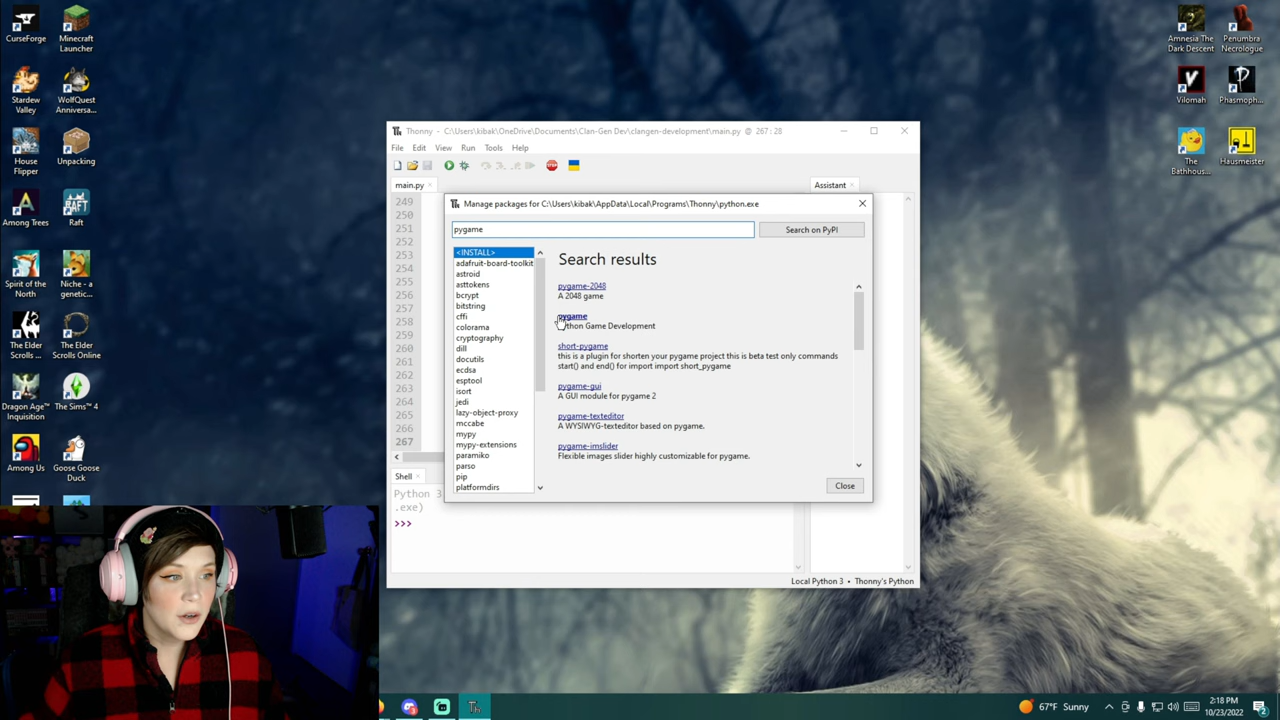 CurseForge
Minecraft
Launcher
Stardew
Valley
WolfQuest
Anniversa...
House
Flipper
Unpacking
Among Trees
Raft
Spirit of the
North
Niche - a
genetic...
The Elder
Scrolls ...
The Elder
Scrolls Online
Dragon Age™
Inquisition
The Sims™ 4
Among Us
Goose Goose
Duck
Amnesia The
Dark Descent
Penumbra
Necrologue
Vilomah
Phasmoph...
The
Bathhous...
Hausmeister
Th Thonny - C:\Users\kibak\OneDrive\Documents\Clan-Gen Dev\clangen-development\main.py @ 267 : 28
File Edit View Run Tools Help
STOP
main.py
Assistant
249
250
251
252
253
254
255
256
257
258
259
260
261
262
263
264
265
266
267
Shell
Python 3
.exe)
>>>
Local Python 3 • Thonny's Python
Th Manage packages for C:\Users\kibak\AppData\Local\Programs\Thonny\python.exe
pygame
Search on PyPI
<INSTALL>
adafruit-board-toolkit
astroid
asttokens
bcrypt
bitstring
cffi
colorama
cryptography
dill
docutils
ecdsa
esptool
isort
jedi
lazy-object-proxy
mccabe
mypy
mypy-extensions
paramiko
parso
pip
platformdirs
Search results
pygame-2048
A 2048 game
pygame
Python Game Development
short-pygame
this is a plugin for shorten your pygame project this is beta test only commands
start() and end() for import import short_pygame
pygame-gui
A GUI module for pygame 2
pygame-texteditor
A WYSIWYG-texteditor based on pygame.
pygame-imslider
Flexible images slider highly customizable for pygame.
Close
Th
67°F Sunny
2:18 PM
10/23/2022
2